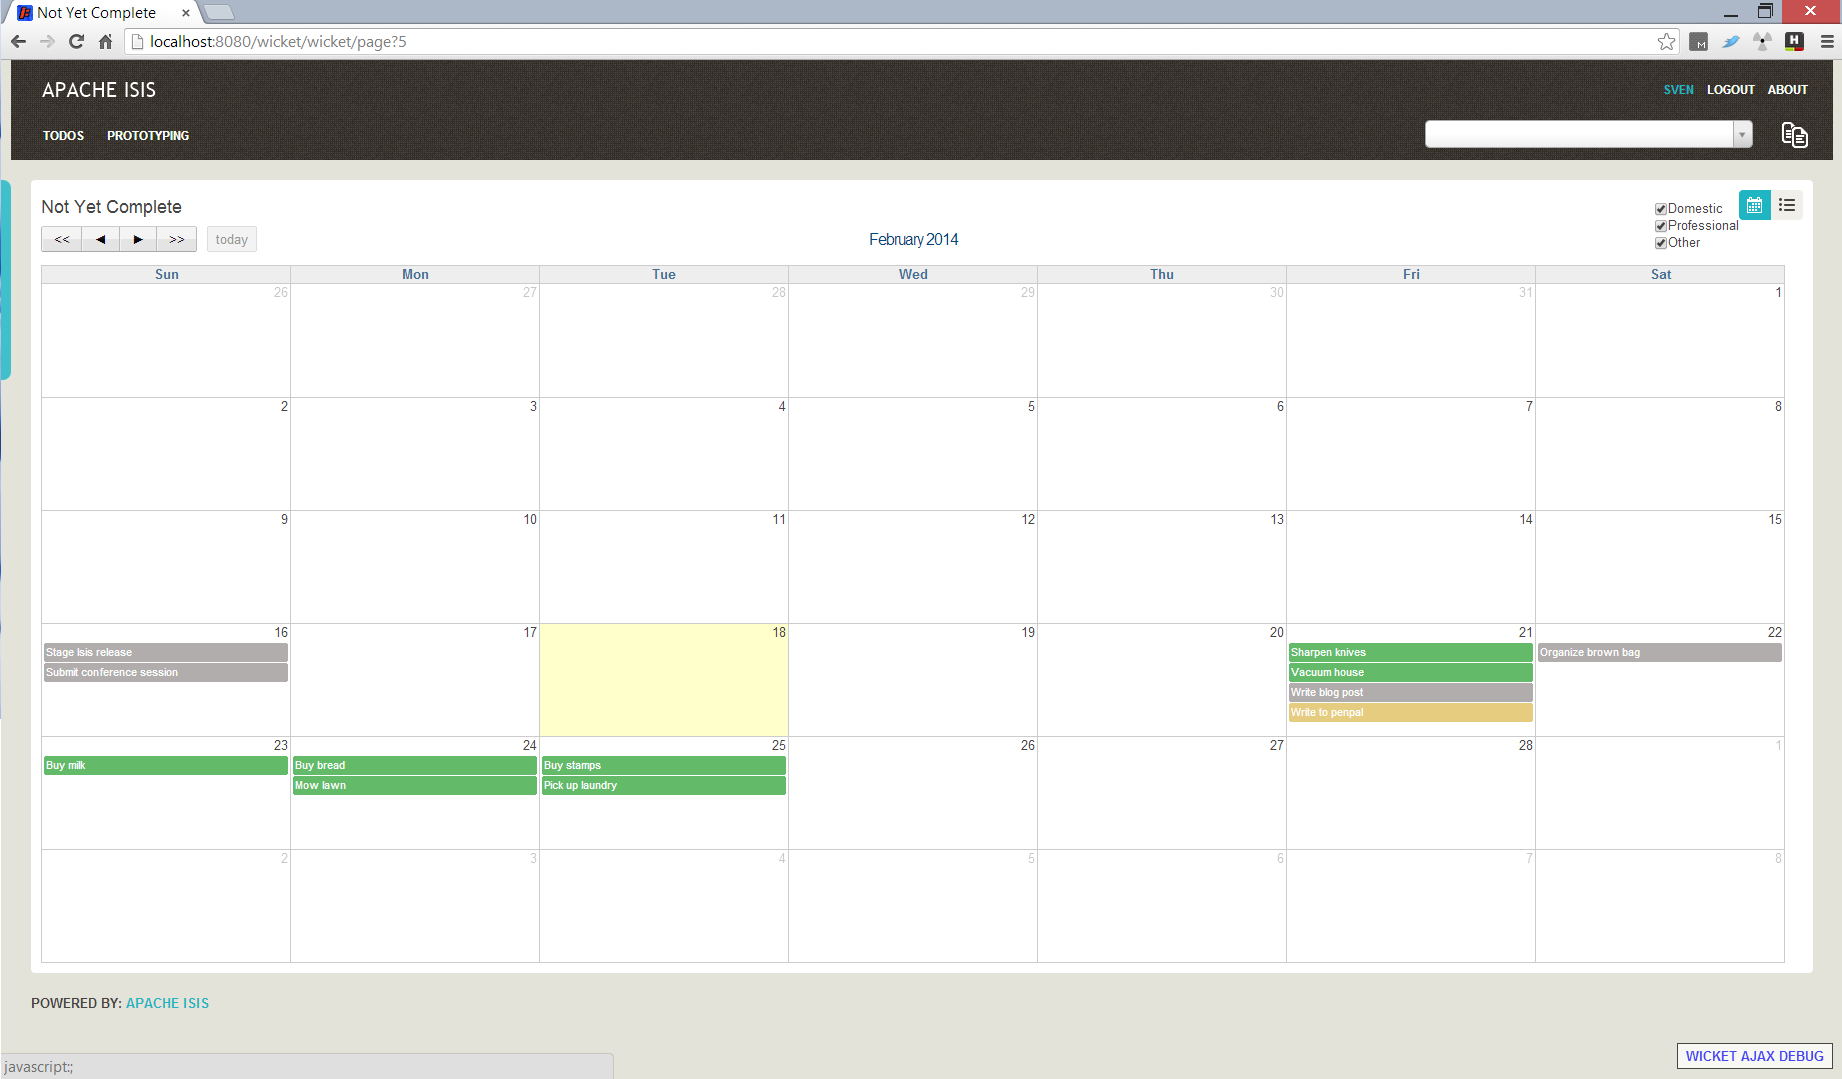 Not Yet Complete
localhost:8080/wicket/wicket/page?5
APACHE ISIS
SVEN LOGOUT ABOUT
TODOS PROTOTYPING
Not Yet Complete
Domestic
Professional
Other
<< >> today
February 2014
Sun Mon Tue Wed Thu Fri Sat
26 27 28 29 30 31 1
2 3 4 5 6 7 8
9 10 11 12 13 14 15
16 17 18 19 20 21 22
Stage Isis release
Submit conference session
Sharpen knives
Vacuum house
Write blog post
Write to penpal
Organize brown bag
23 24 25 26 27 28 1
Buy milk
Buy bread
Mow lawn
Buy stamps
Pick up laundry
2 3 4 5 6 7 8
POWERED BY: APACHE ISIS
javascript:;
WICKET AJAX DEBUG